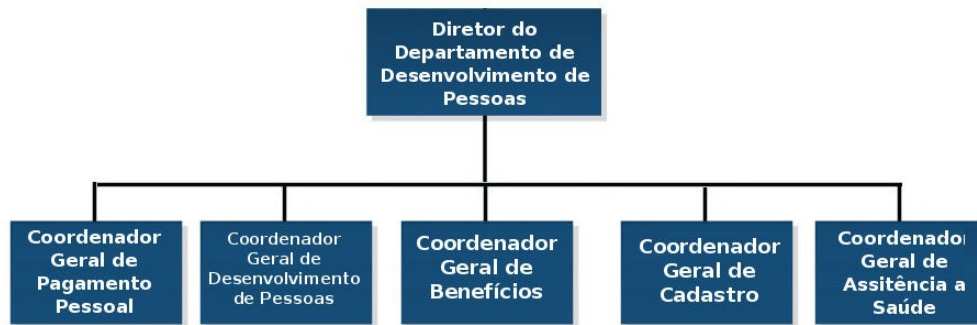 Diretor do
Departamento de
Desenvolvimento de
Pessoas
Coordenador
Geral de
Pagamento
Pessoal
Coordenador
Geral de
Desenvolvimento
de Pessoas
Coordenador
Geral de
Benefícios
Coordenador
Geral de
Cadastro
Coordenador
Geral de
Assitência a
Saúde